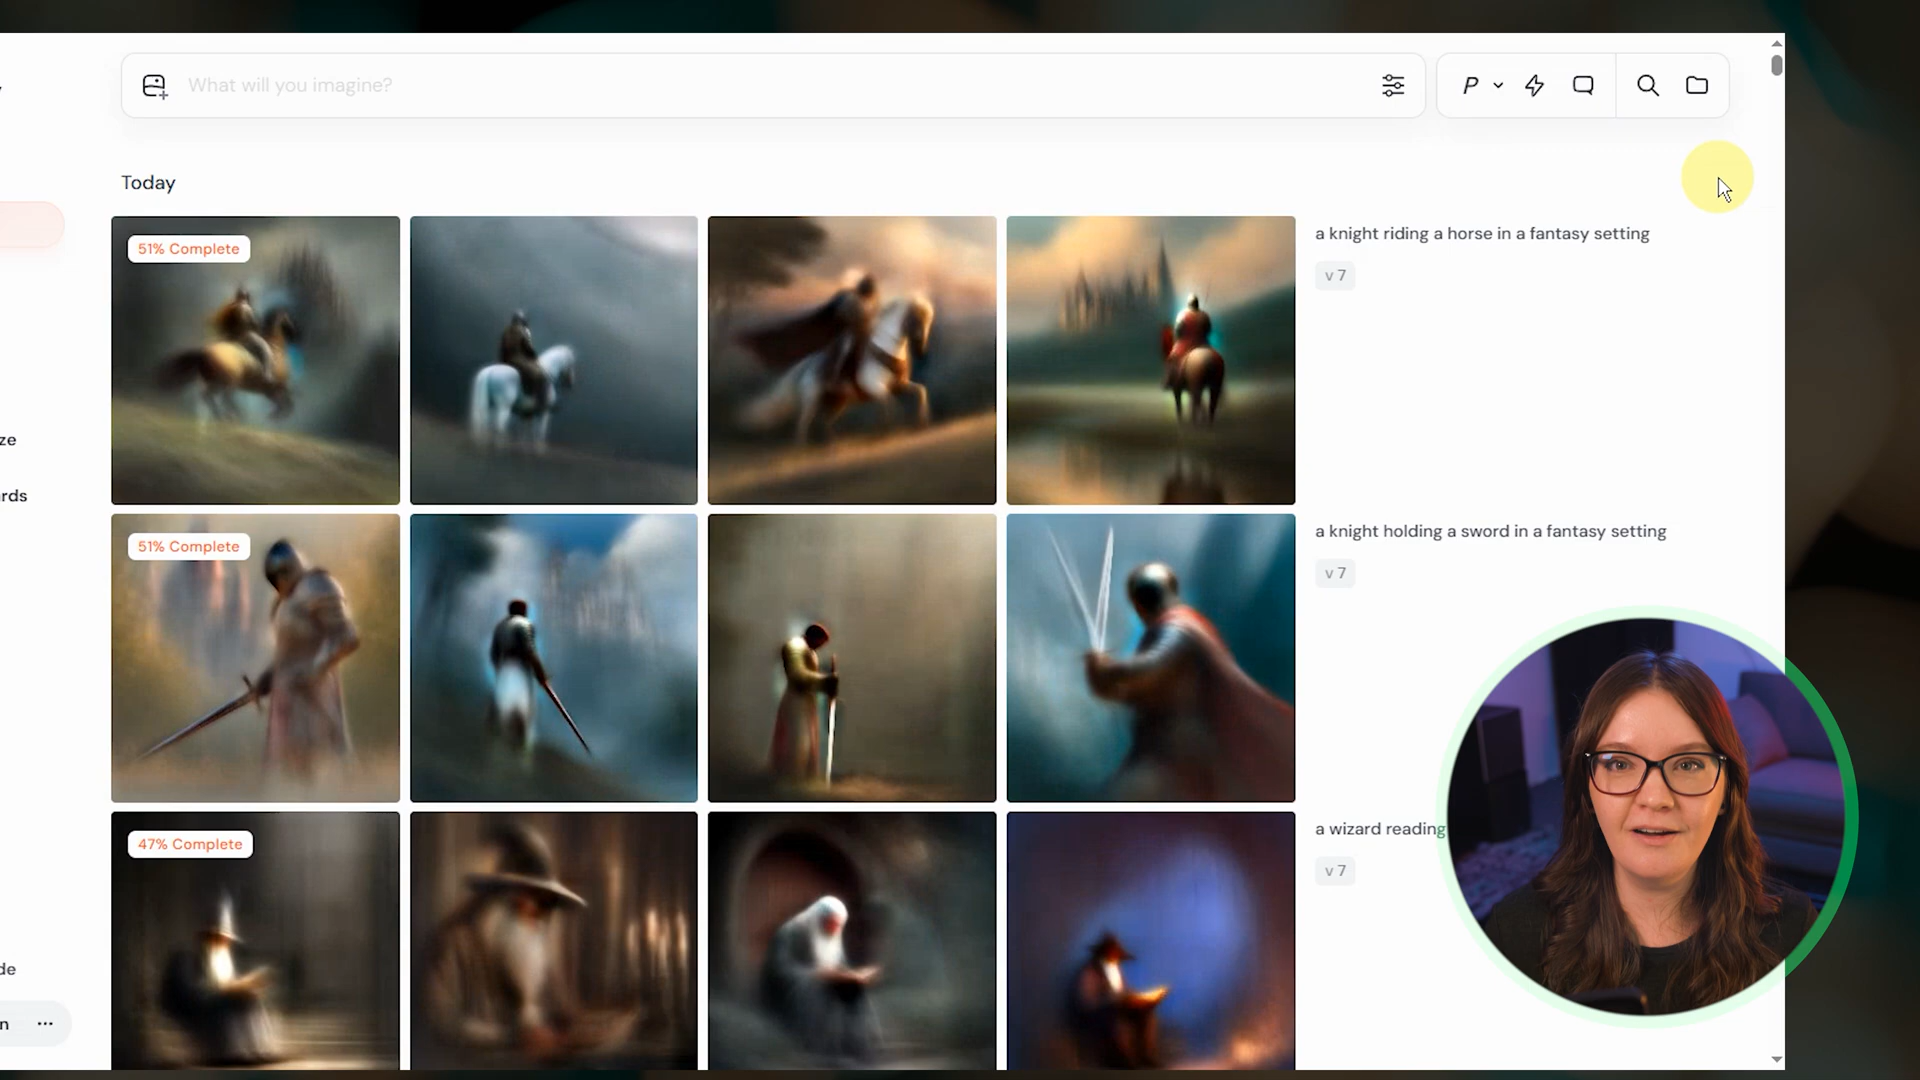 What will you imagine?
P
Today
51% Complete
a knight riding a horse in a fantasy setting
v 7
ze
rds
51% Complete
a knight holding a sword in a fantasy setting
v 7
47% Complete
a wizard reading
v 7
de
n